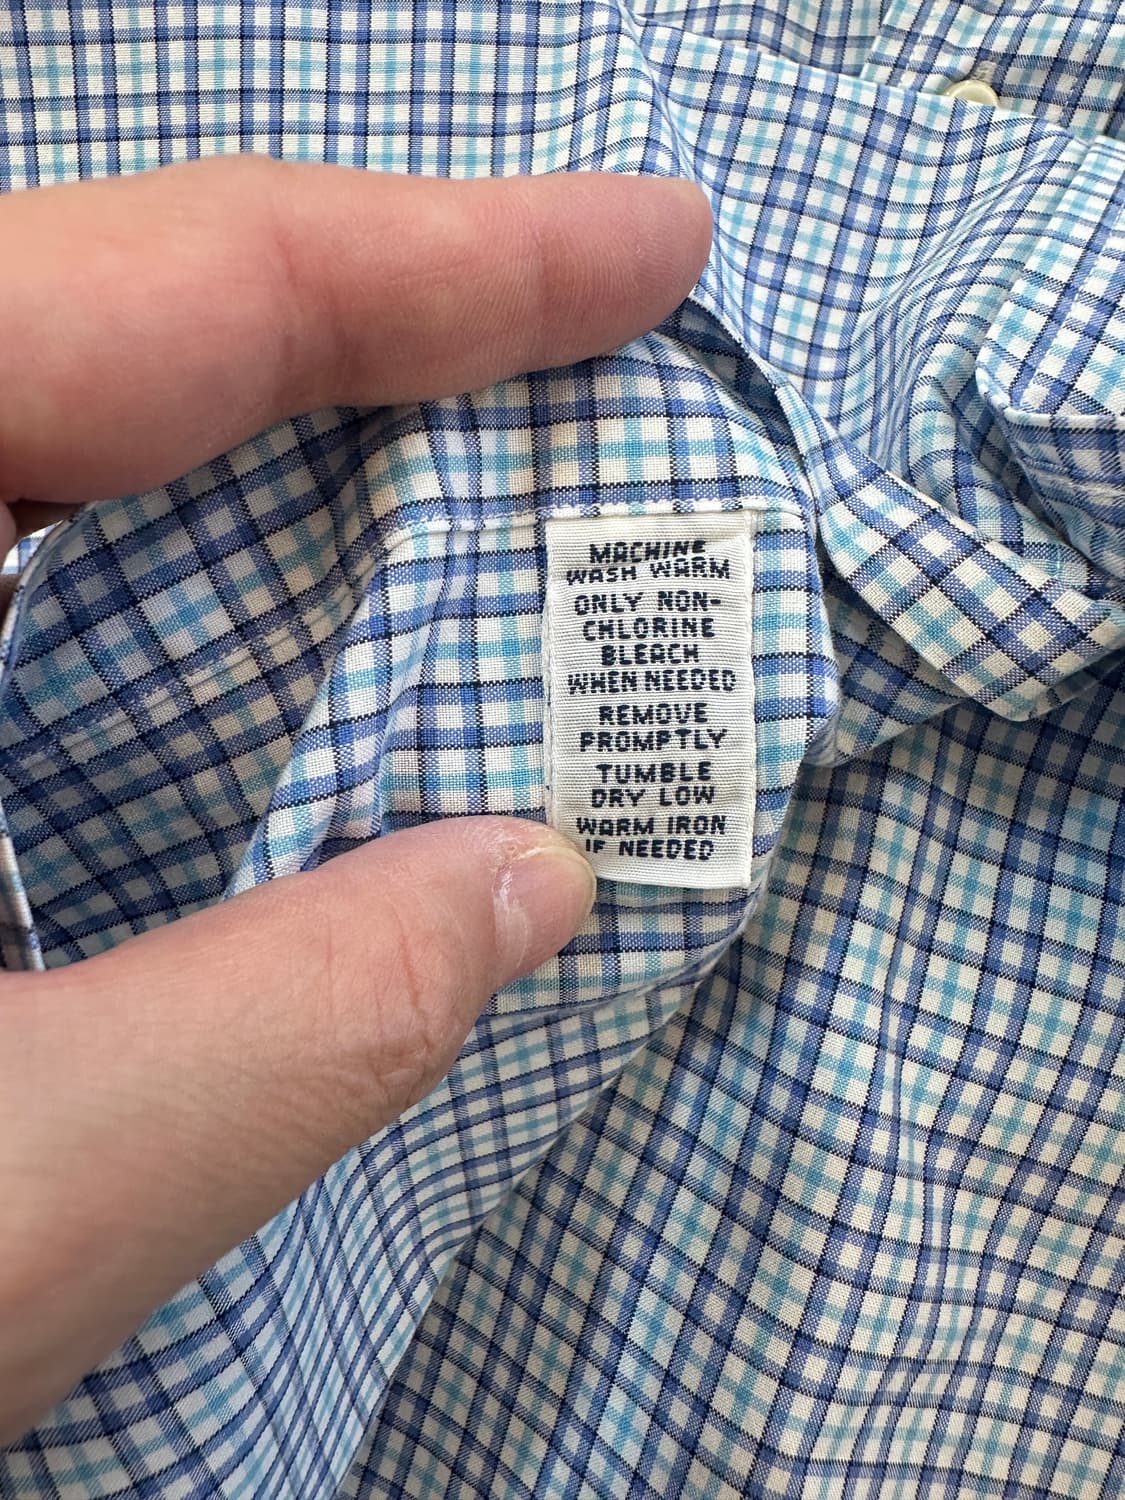 MACHINE
WASH WARM
ONLY NON-
CHLORINE
BLEACH
WHEN NEEDED
REMOVE
PROMPTLY
TUMBLE
DRY LOW
WARM IRON
IF NEEDED